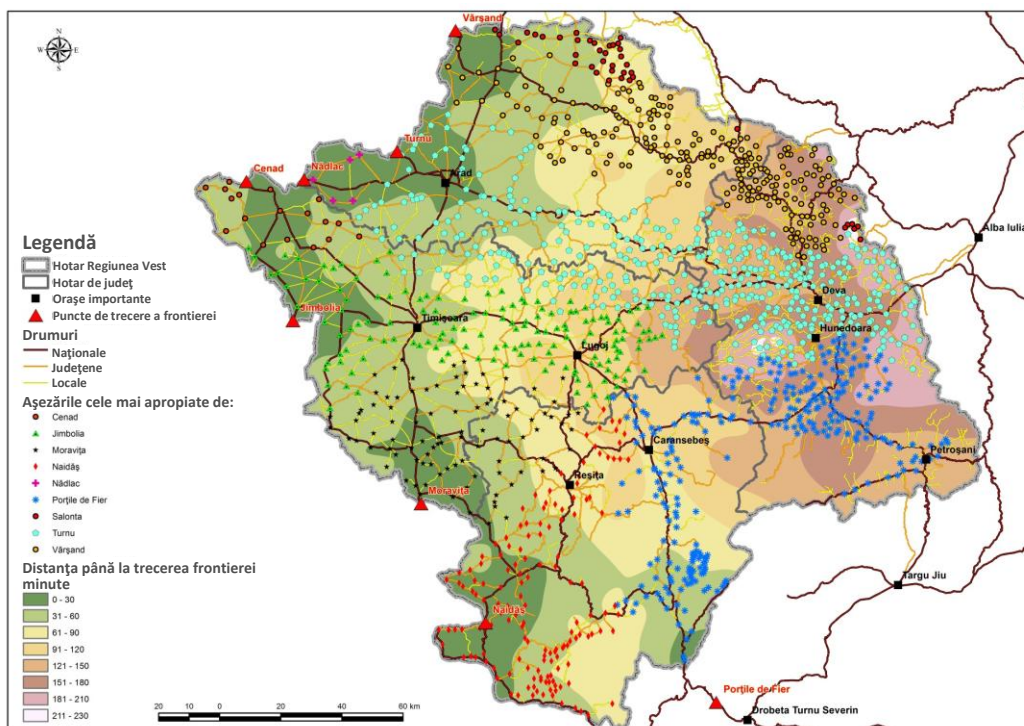 Vârşand
N
W
E
S
Turnu
Nădlac
Cenad
Arad
Alba Iulia
Legendă
Hotar Regiunea Vest
Hotar de judeţ
Oraşe importante
Puncte de trecere a frontierei
Drumuri
Naţionale
Judeţene
Locale
Aşezările cele mai apropiate de:
Cenad
Jimbolia
Moraviţa
Naidăş
Nădlac
Porţile de Fier
Salonta
Turnu
Vârşand
Distanţa până la trecerea frontierei
minute
0 - 30
31 - 60
61 - 90
91 - 120
121 - 150
151 - 180
181 - 210
211 - 230
Deva
Jimbolia
Timişoara
Hunedoara
Lugoj
Caransebeş
Petroşani
Reşiţa
Moraviţa
Targu Jiu
Naidăş
Porţile de Fier
Drobeta Turnu Severin
20 10 0 20 40 60 km